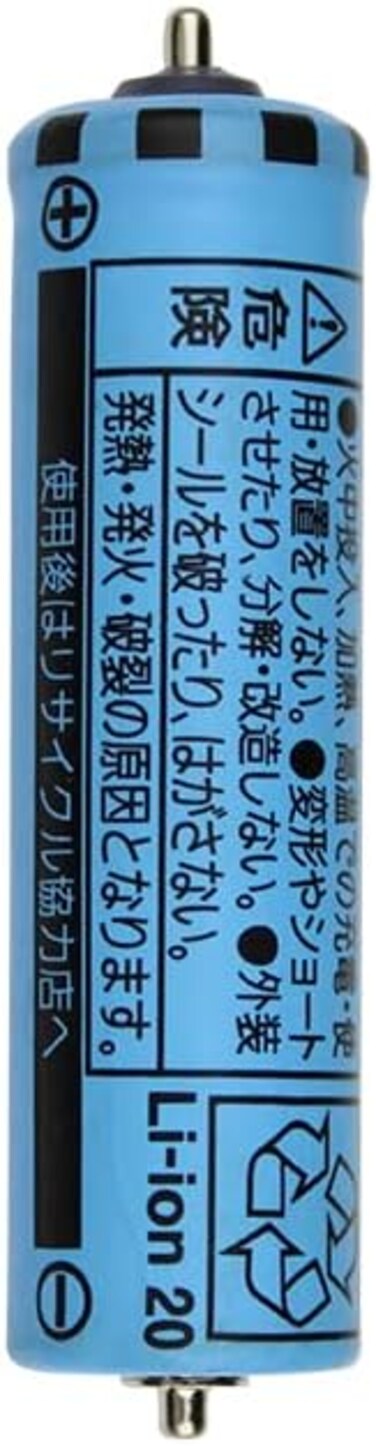 ⚠危険
●火中投入、加熱、高温での充電・使
用・放置をしない。●変形やショート
させたり、分解・改造しない。●外装
シールを破ったり、はがさない。
発熱・発火・破裂の原因となります。
使用後はリサイクル協力店へ
Li-ion 20